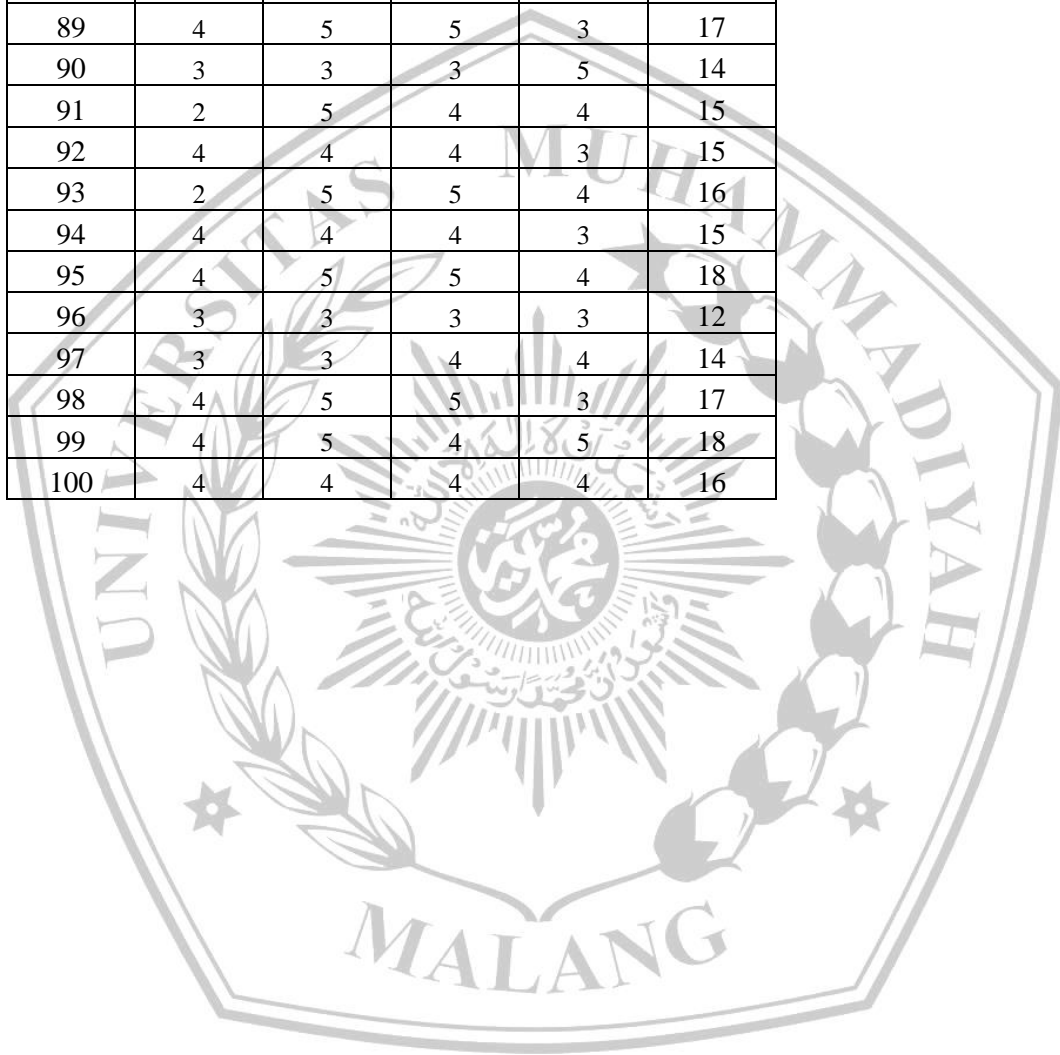 89 4 5 5 3 17
90 3 3 3 5 14
91 2 5 4 4 15
92 4 4 4 3 15
93 2 5 5 4 16
94 4 4 4 3 15
95 4 5 5 4 18
96 3 3 3 3 12
97 3 3 4 4 14
98 4 5 5 3 17
99 4 5 4 5 18
100 4 4 4 4 16
UNIVERSITAS MUHAMMADIYAH
MALANG